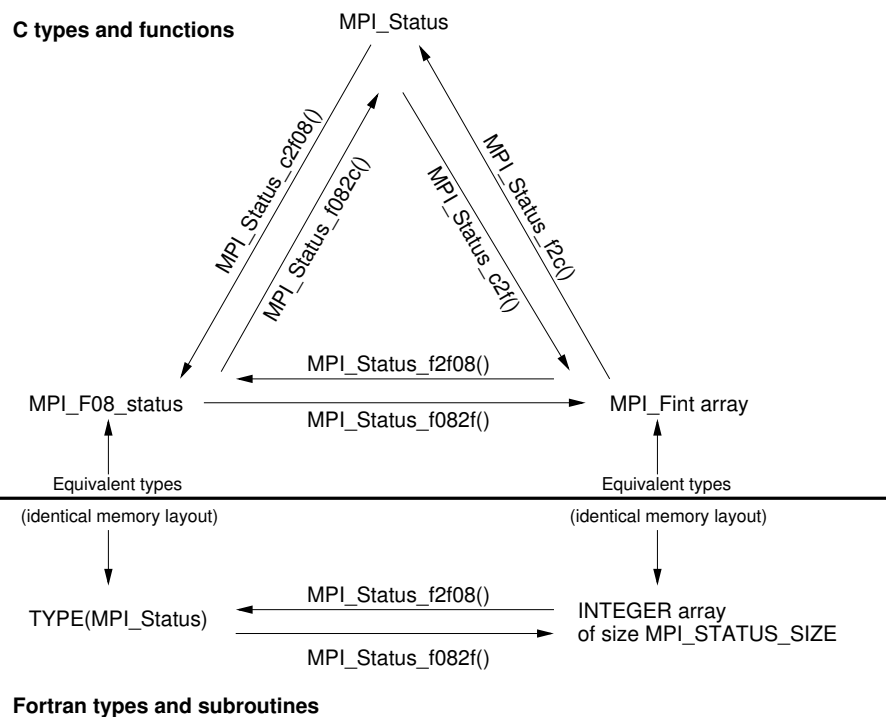 C types and functions
MPI_Status
MPI_Status_c2f08()
MPI_Status_f082c()
MPI_Status_c2f()
MPI_Status_f2c()
MPI_Status_f2f08()
MPI_F08_status
MPI_Fint array
MPI_Status_f082f()
Equivalent types
Equivalent types
(identical memory layout)
(identical memory layout)
MPI_Status_f2f08()
TYPE(MPI_Status)
INTEGER array
of size MPI_STATUS_SIZE
MPI_Status_f082f()
Fortran types and subroutines